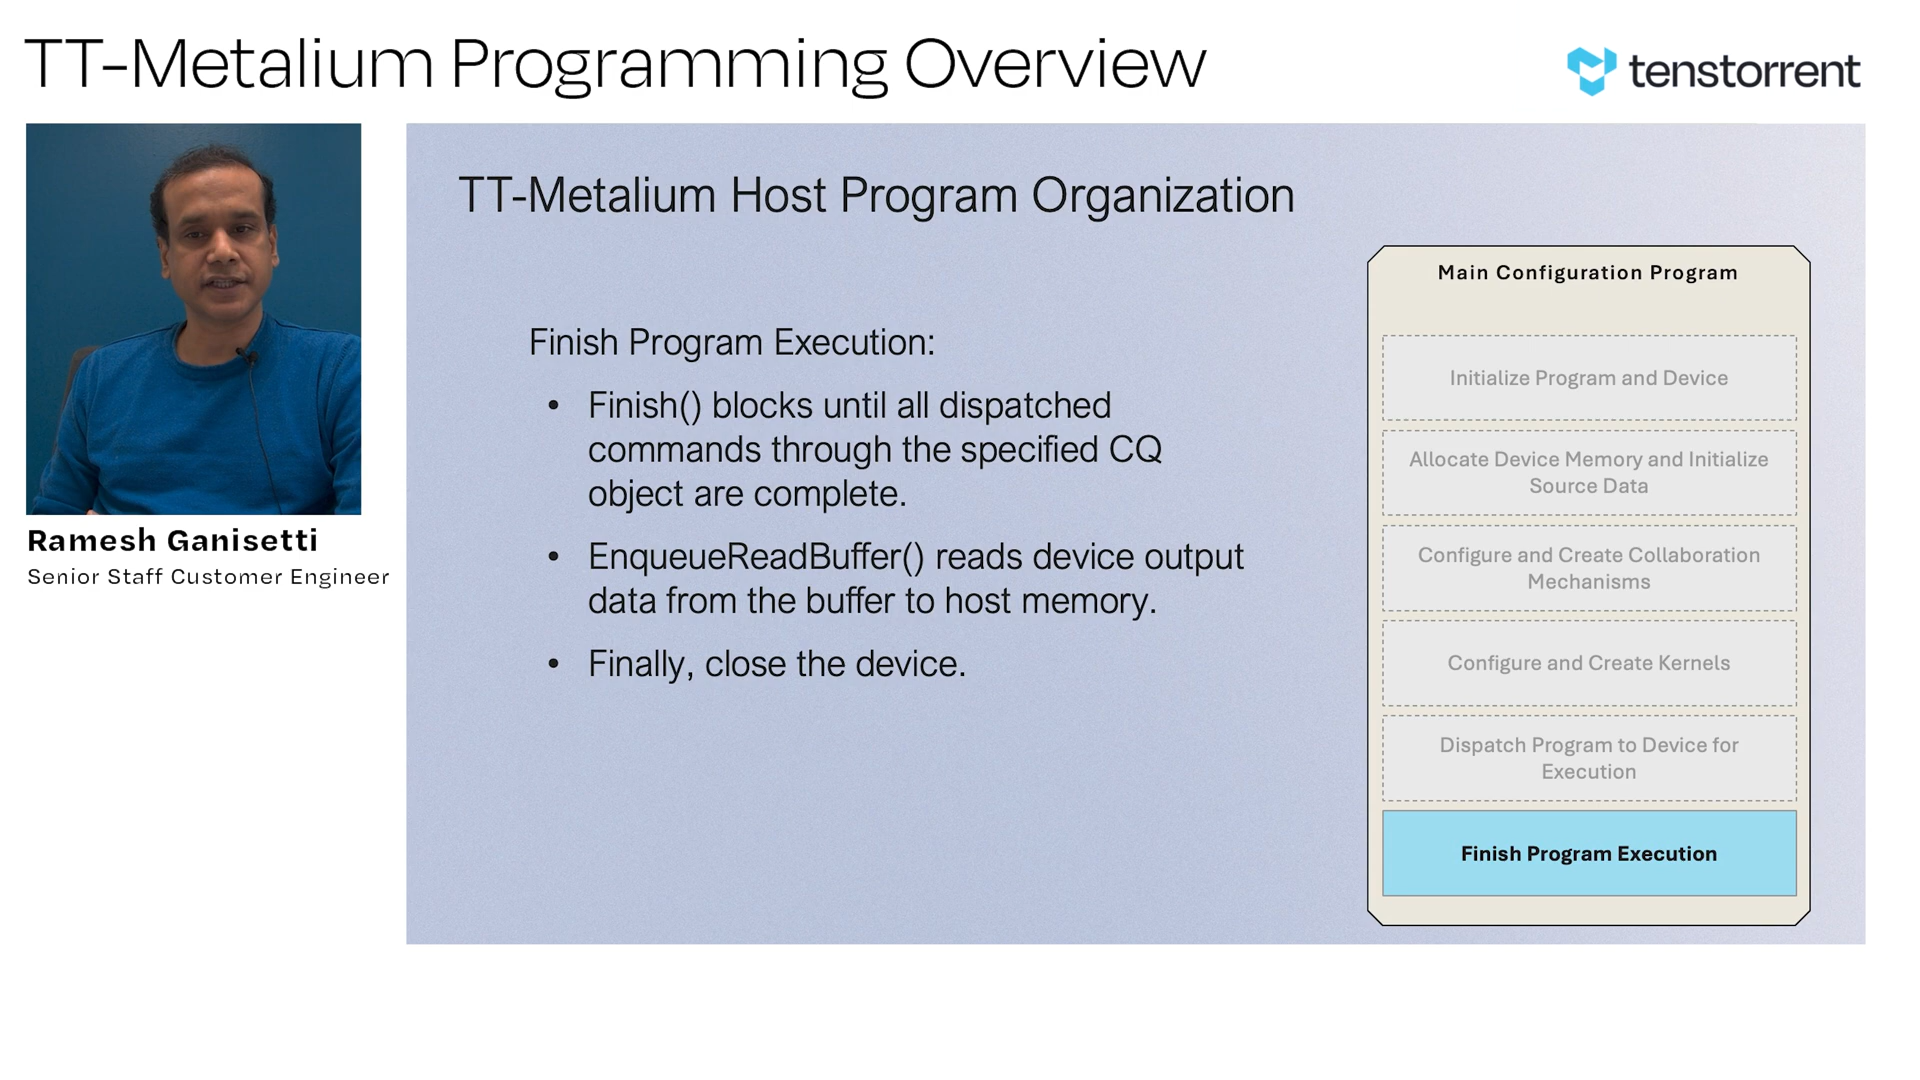 TT-Metalium Programming Overview
tenstorrent
Ramesh Ganisetti
Senior Staff Customer Engineer
TT-Metalium Host Program Organization
Finish Program Execution:
• Finish() blocks until all dispatched
commands through the specified CQ
object are complete.
• EnqueueReadBuffer() reads device output
data from the buffer to host memory.
• Finally, close the device.
Main Configuration Program
Initialize Program and Device
Allocate Device Memory and Initialize
Source Data
Configure and Create Collaboration
Mechanisms
Configure and Create Kernels
Dispatch Program to Device for
Execution
Finish Program Execution